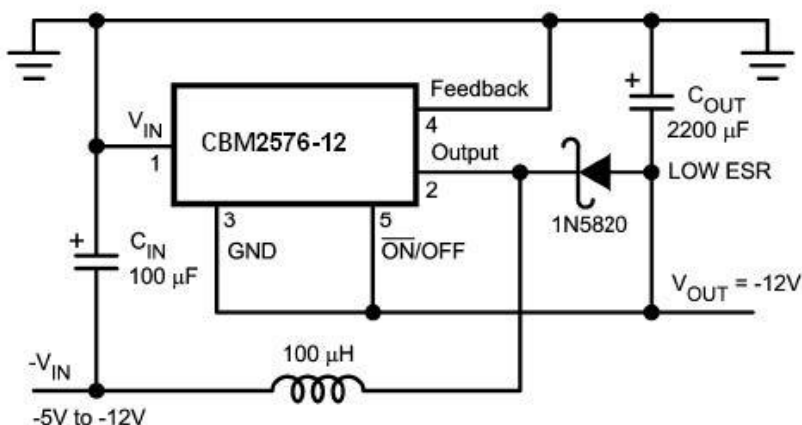 Feedback
+
C_OUT
2200 μF
V_IN
CBM2576-12
4
1
Output
2
LOW ESR
+
C_IN
100 μF
3
GND
5
ON/OFF
1N5820
V_OUT = -12V
100 μH
-V_IN
-5V to -12V